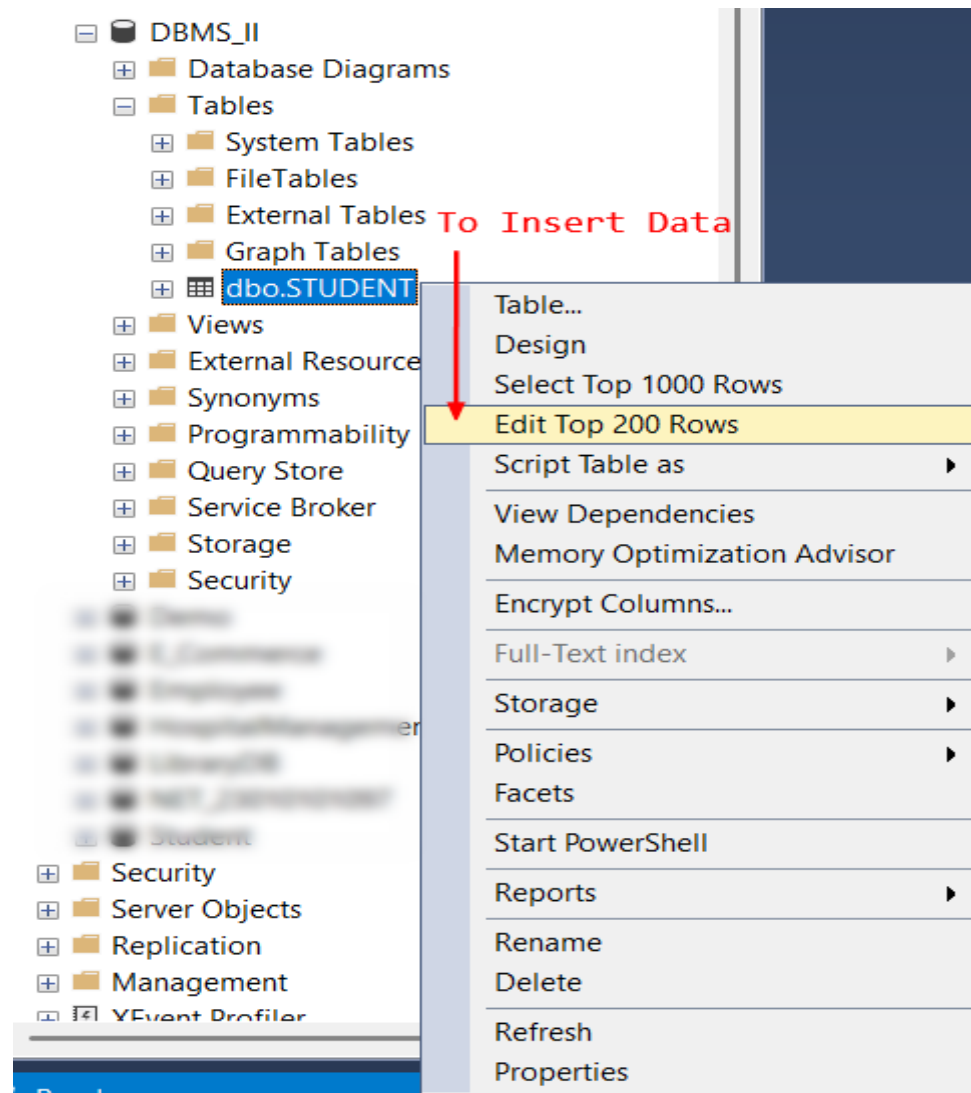 DBMS_II
Database Diagrams
Tables
System Tables
FileTables
External Tables
To Insert Data
Graph Tables
dbo.STUDENT
Table...
Design
Select Top 1000 Rows
Edit Top 200 Rows
Script Table as
View Dependencies
Memory Optimization Advisor
Encrypt Columns...
Full-Text index
Storage
Policies
Facets
Start PowerShell
Reports
Rename
Delete
Refresh
Properties
Views
External Resource
Synonyms
Programmability
Query Store
Service Broker
Storage
Security
Student
Security
Server Objects
Replication
Management
XEvent Profiler